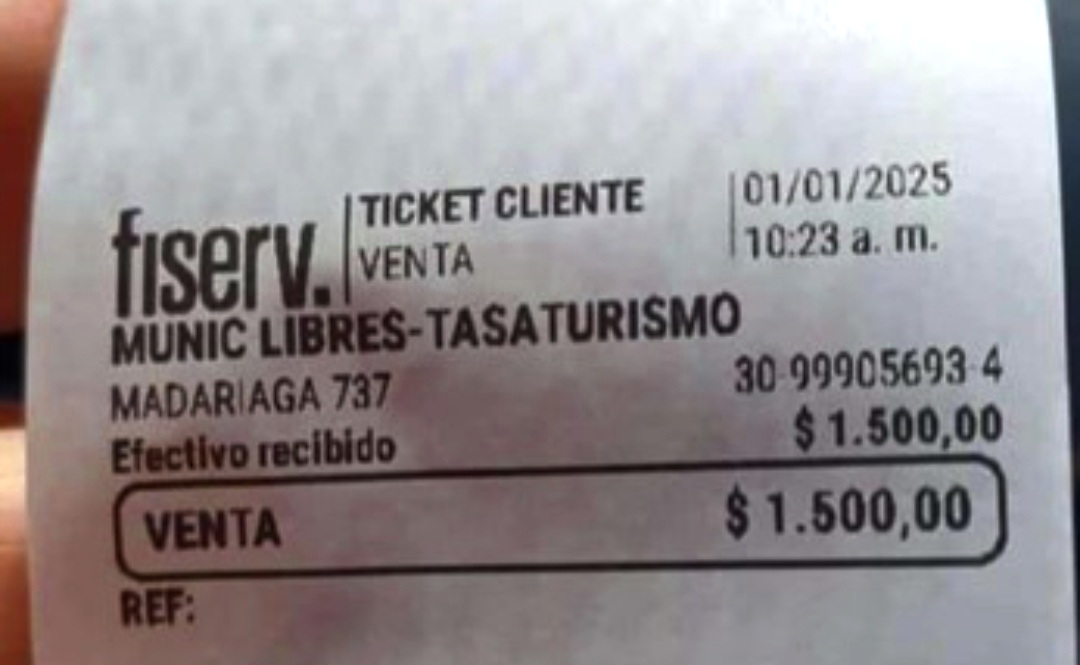 fiserv.
TICKET CLIENTE
VENTA
01/01/2025
10:23 a. m.
MUNIC LIBRES-TASATURISMO
MADARIAGA 737 30-99905693-4
Efectivo recibido $ 1.500,00
VENTA $ 1.500,00
REF: